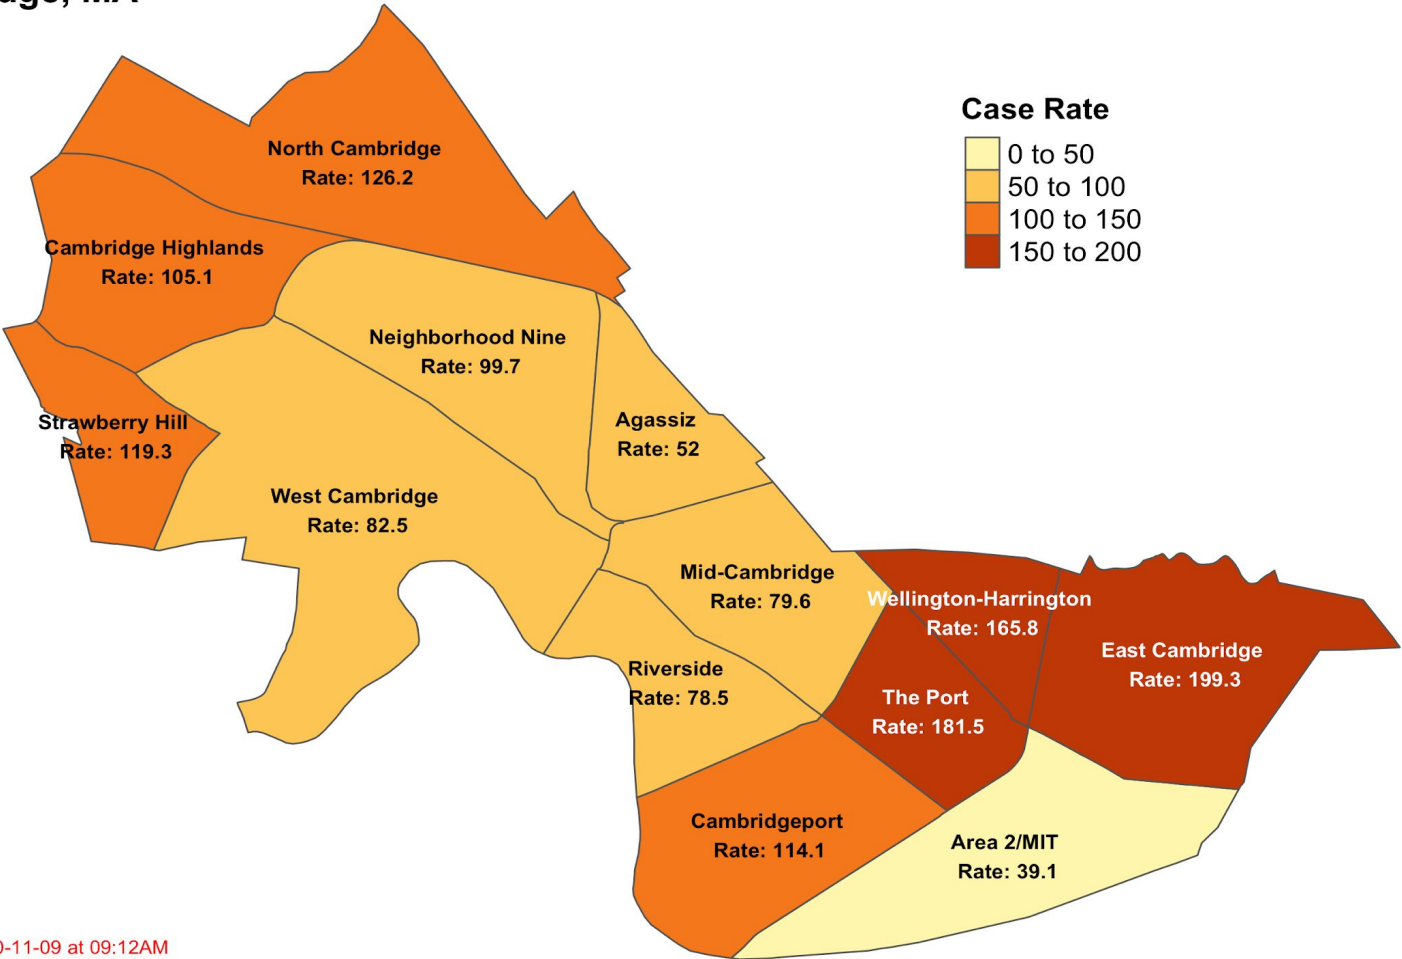 MA
North Cambridge
Rate: 126.2
Case Rate
0 to 50
50 to 100
100 to 150
150 to 200
Cambridge Highlands
Rate: 105.1
Neighborhood Nine
Rate: 99.7
Agassiz
Rate: 52
Strawberry Hill
Rate: 119.3
West Cambridge
Rate: 82.5
Mid-Cambridge
Rate: 79.6
Wellington-Harrington
Rate: 165.8
East Cambridge
Rate: 199.3
Riverside
Rate: 78.5
The Port
Rate: 181.5
Cambridgeport
Rate: 114.1
Area 2/MIT
Rate: 39.1
0-11-09 at 09:12AM